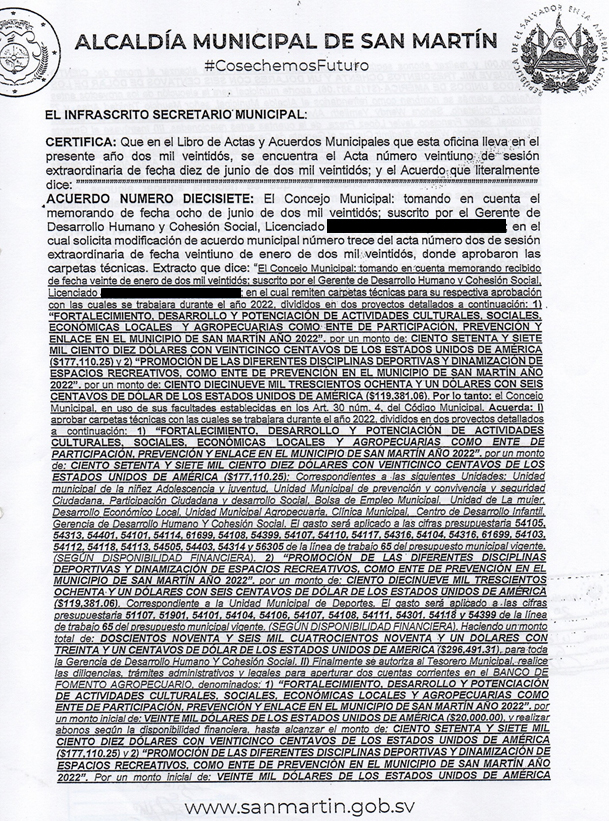 ALCALDÍA MUNICIPAL DE SAN MARTÍN
#CosechemosFuturo
EL INFRASCRITO SECRETARIO MUNICIPAL:
CERTIFICA: Que en el Libro de Actas y Acuerdos Municipales que esta oficina lleva en el
presente año dos mil veintidós, se encuentra el Acta número veintiuno de sesión
extraordinaria de fecha diez de junio de dos mil veintidós; y el Acuerdo que literalmente
dice:
ACUERDO NUMERO DIECISIETE: El Concejo Municipal: tomando en cuenta el
memorando de fecha ocho de junio de dos mil veintidós; suscrito por el Gerente de
Desarrollo Humano y Cohesión Social, Licenciado ; en el
cual solicita modificación de acuerdo municipal número trece del acta número dos de sesión
extraordinaria de fecha veintiuno de enero de dos mil veintidós, donde aprobaron las
carpetas técnicas. Extracto que dice: "El Concejo Municipal: tomando en cuenta memorando recibido
de fecha veinte de enero de dos mil veintidós; suscrito por el Gerente de Desarrollo Humano y Cohesión Social,
Licenciado en el cual remiten carpetas técnicas para su respectiva aprobación
con las cuales se trabajara durante el año 2022, divididos en dos proyectos detallados a continuación: 1)
"FORTALECIMIENTO, DESARROLLO Y POTENCIACIÓN DE ACTIVIDADES CULTURALES, SOCIALES,
ECONÓMICAS LOCALES Y AGROPECUARIAS COMO ENTE DE PARTICIPACIÓN, PREVENCIÓN Y
ENLACE EN EL MUNICIPIO DE SAN MARTÍN AÑO 2022". por un monto de: CIENTO SETENTA Y SIETE
MIL CIENTO DIEZ DÓLARES CON VEINTICINCO CENTAVOS DE LOS ESTADOS UNIDOS DE AMÉRICA
($177,110.25) y 2) "PROMOCIÓN DE LAS DIFERENTES DISCIPLINAS DEPORTIVAS Y DINAMIZACIÓN DE
ESPACIOS RECREATIVOS, COMO ENTE DE PREVENCIÓN EN EL MUNICIPIO DE SAN MARTÍN AÑO
2022". por un monto de: CIENTO DIECINUEVE MIL TRESCIENTOS OCHENTA Y UN DÓLARES CON SEIS
CENTAVOS DE DÓLAR DE LOS ESTADOS UNIDOS DE AMÉRICA ($119,381.06). Por lo tanto: el Concejo
Municipal, en uso de sus facultades establecidas en los Art. 30 núm. 4, del Código Municipal. Acuerda: I)
aprobar carpetas técnicas con las cuales se trabajara durante el año 2022, divididos en dos proyectos detallados
a continuación: 1) "FORTALECIMIENTO, DESARROLLO Y POTENCIACIÓN DE ACTIVIDADES
CULTURALES, SOCIALES, ECONÓMICAS LOCALES Y AGROPECUARIAS COMO ENTE DE
PARTICIPACIÓN, PREVENCIÓN Y ENLACE EN EL MUNICIPIO DE SAN MARTÍN AÑO 2022". por un monto
de: CIENTO SETENTA Y SIETE MIL CIENTO DIEZ DÓLARES CON VEINTICINCO CENTAVOS DE LOS
ESTADOS UNIDOS DE AMÉRICA ($177,110.25); Correspondientes a las siguientes Unidades: Unidad
municipal de la niñez Adolescencia y juventud, Unidad Municipal de prevención y convivencia y seguridad
Ciudadana, Participación Ciudadana y desarrollo Social, Bolsa de Empleo Municipal, Unidad de La mujer,
Desarrollo Económico Local, Unidad Municipal Agropecuaria, Clínica Municipal, Centro de Desarrollo Infantil,
Gerencia de Desarrollo Humano Y Cohesión Social. El gasto será aplicado a las cifras presupuestaria 54105,
54313, 54401, 54101, 54114, 61699, 54108, 54399, 54107, 54110, 54117, 54316, 54104, 54316, 61699, 54103,
54112, 54118, 54113, 54505, 54403, 54314 y 56305 de la línea de trabajo 65 del presupuesto municipal vigente.
(SEGÚN DISPOSICIÓN FINANCIERA). 2) "PROMOCIÓN DE LAS DIFERENTES DISCIPLINAS
DEPORTIVAS Y DINAMIZACIÓN DE ESPACIOS RECREATIVOS, COMO ENTE DE PREVENCIÓN EN EL
MUNICIPIO DE SAN MARTÍN AÑO 2022". por un monto de: CIENTO DIECINUEVE MIL TRESCIENTOS
OCHENTA Y UN DÓLARES CON SEIS CENTAVOS DE DÓLAR DE LOS ESTADOS UNIDOS DE AMÉRICA
($119,381.06). Correspondiente a la Unidad Municipal de Deportes. El gasto será aplicado a las cifras
presupuestaria 51107, 51901, 54101, 54104, 54106, 54107, 54108, 54111, 54301, 54118 y 54399 de la línea
de trabajo 65 del presupuesto municipal vigente. (SEGÚN DISPOSICIÓN FINANCIERA). Haciendo un monto
total de: DOSCIENTOS NOVENTA Y SEIS MIL CUATROCIENTOS NOVENTA Y UN DOLARES CON
TREINTA Y UN CENTAVOS DE DÓLAR DE LOS ESTADOS UNIDOS DE AMÉRICA ($296,491.31), para toda
la Gerencia de Desarrollo Humano Y Cohesión Social. II) Finalmente se autoriza al Tesorero Municipal, realice
las diligencias, trámites administrativos y legales para aperturar dos cuentas corrientes en el BANCO DE
FOMENTO AGROPECUARIO, denominados: 1) "FORTALECIMIENTO, DESARROLLO Y POTENCIACIÓN
DE ACTIVIDADES CULTURALES, SOCIALES, ECONÓMICAS LOCALES Y AGROPECUARIAS COMO
ENTE DE PARTICIPACIÓN, PREVENCIÓN Y ENLACE EN EL MUNICIPIO DE SAN MARTÍN AÑO 2022", por
un monto inicial de: VEINTE MIL DÓLARES DE LOS ESTADOS UNIDOS DE AMÉRICA ($20,000.00), y realizar
abonos según la disponibilidad financiera, hasta alcanzar el monto de: CIENTO SETENTA Y SIETE MIL
CIENTO DIEZ DÓLARES CON VEINTICINCO CENTAVOS DE LOS ESTADOS UNIDOS DE AMÉRICA
($177,110.25) y 2) "PROMOCIÓN DE LAS DIFERENTES DISCIPLINAS DEPORTIVAS Y DINAMIZACIÓN DE
ESPACIOS RECREATIVOS, COMO ENTE DE PREVENCIÓN EN EL MUNICIPIO DE SAN MARTÍN AÑO
2022". Por un monto inicial de: VEINTE MIL DÓLARES DE LOS ESTADOS UNIDOS DE AMÉRICA
www.sanmartin.gob.sv